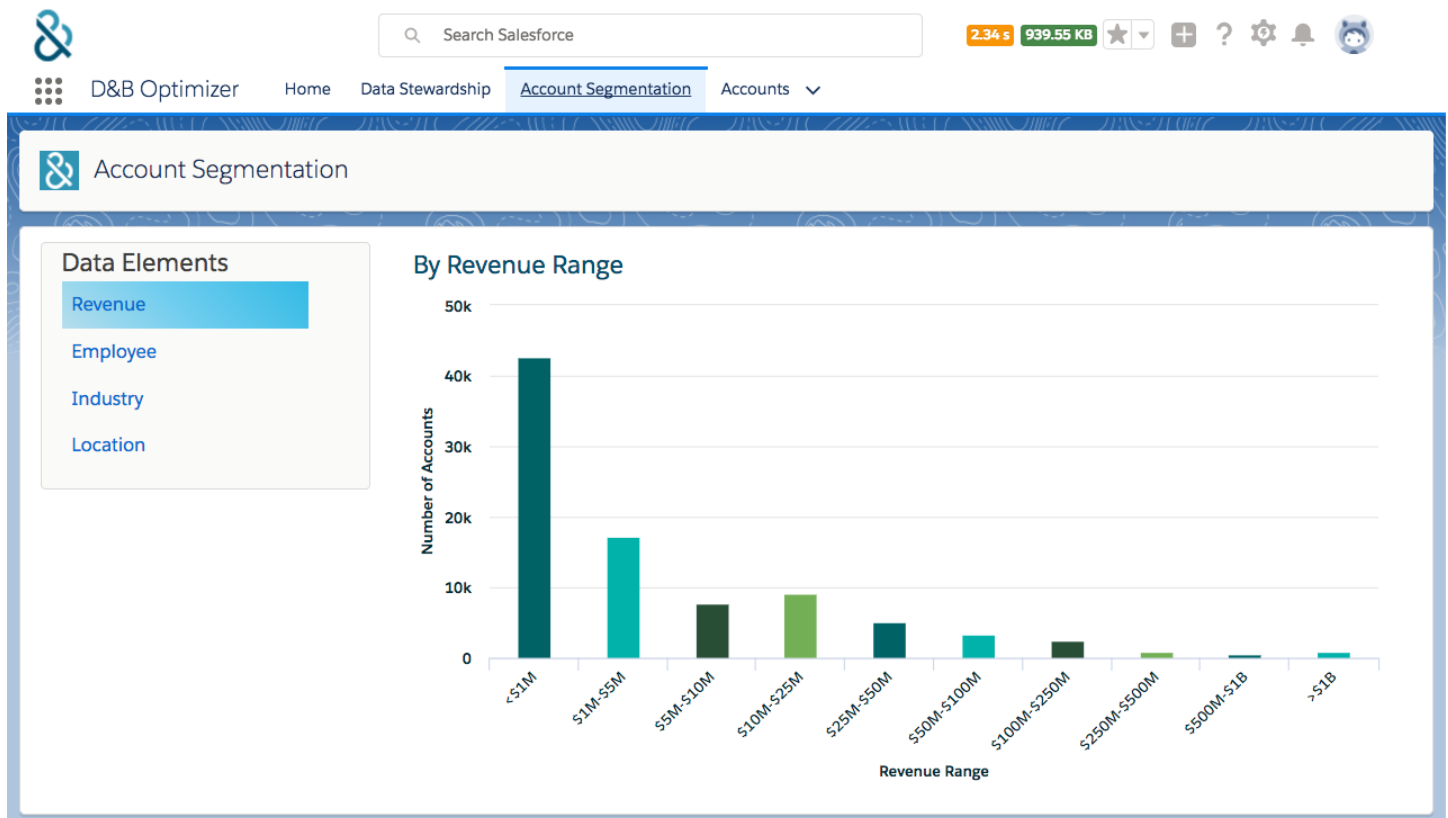 Search Salesforce
2.34 s 939.55 KB
D&B Optimizer Home Data Stewardship Account Segmentation Accounts
Account Segmentation
Data Elements
Revenue
Employee
Industry
Location
By Revenue Range
50k
40k
30k
20k
10k
0
Number of Accounts
<$1M
$1M-$5M
$5M-$10M
$10M-$25M
$25M-$50M
$50M-$100M
$100M-$250M
$250M-$500M
$500M-$1B
>$1B
Revenue Range